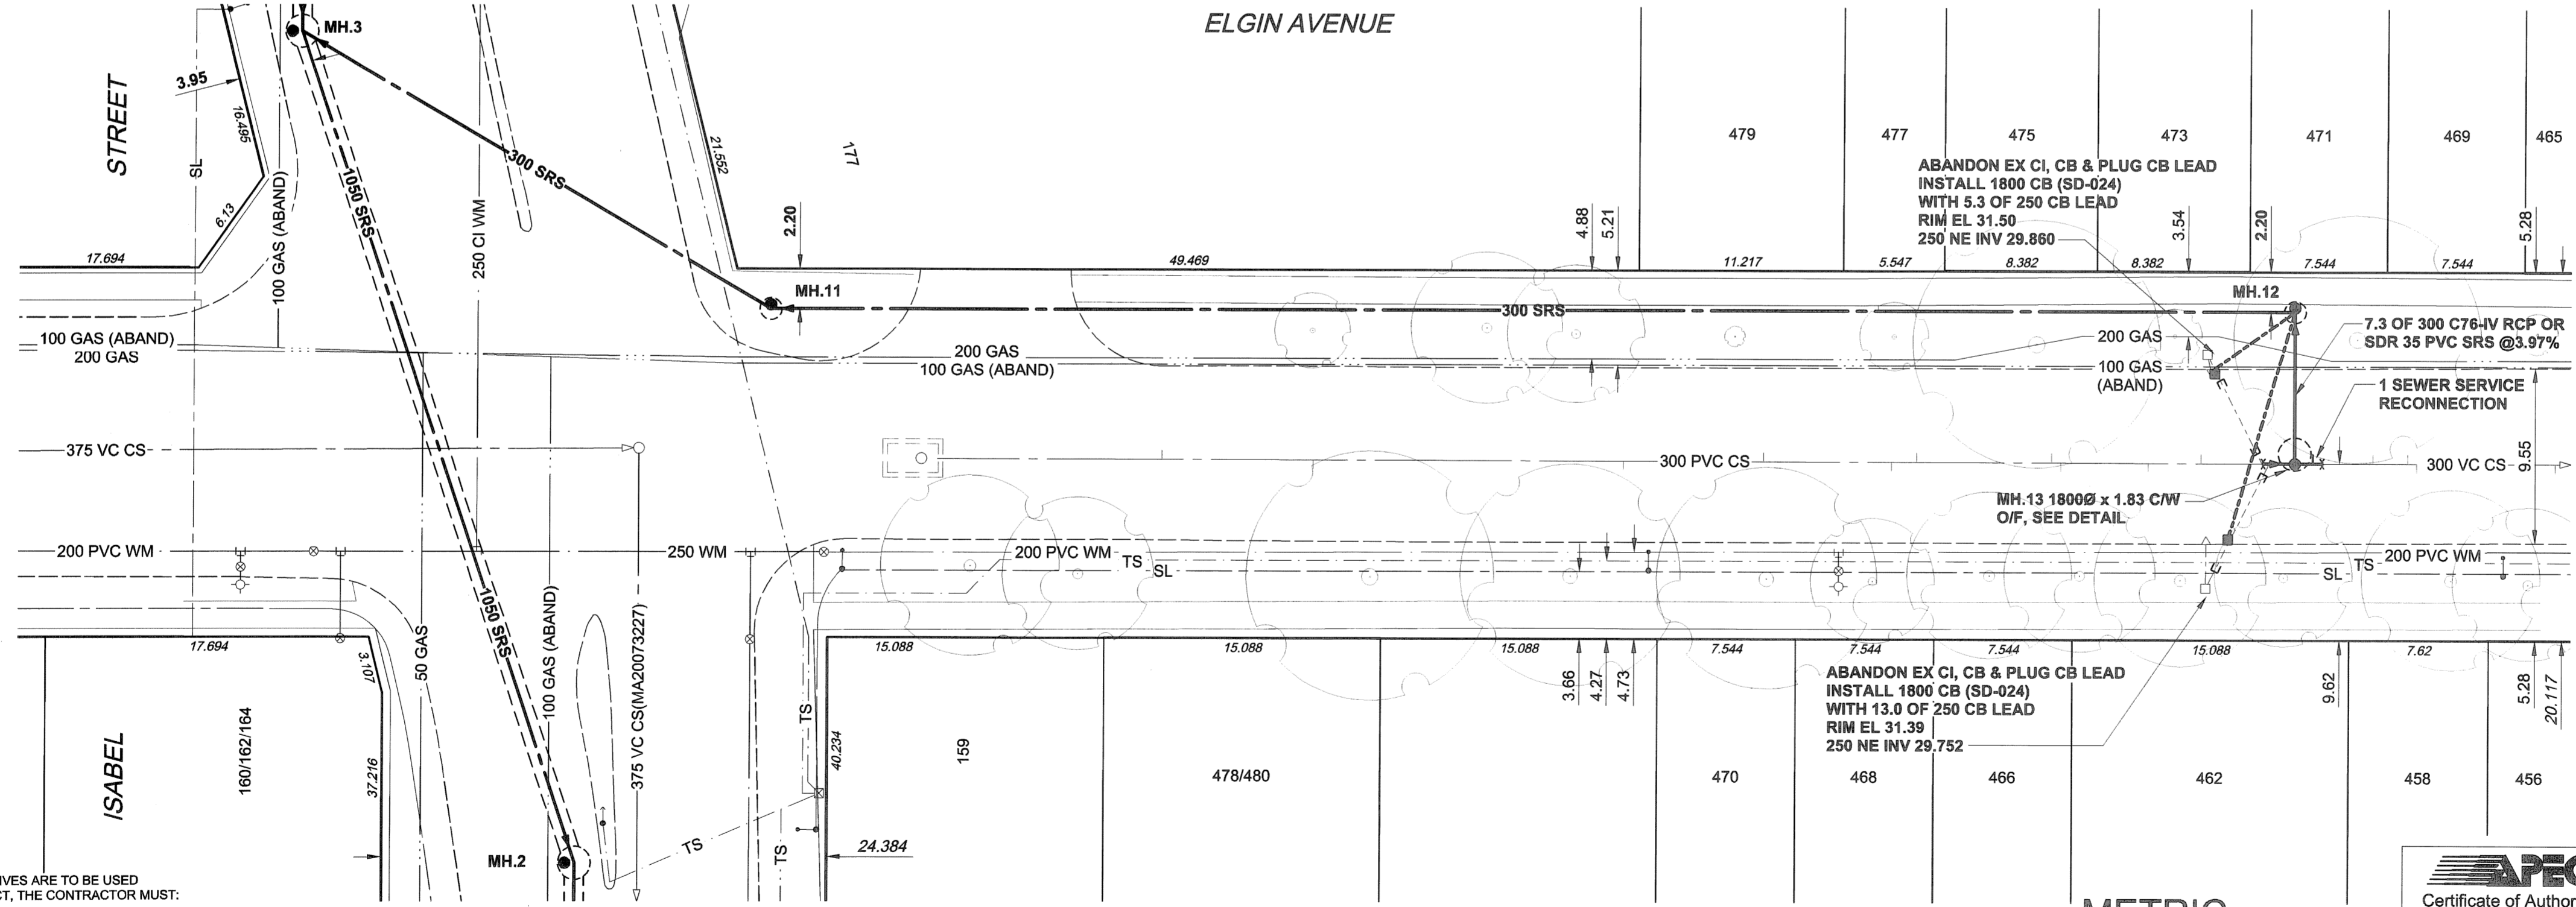 ELGIN AVENUE
STREET
MH.3
3.95
16.495
SL
6.13
17.694
100 GAS (ABAND)
1050 SRS
250 CI WM
300 SRS
21.552
177
2.20
MH.11
49.469
4.88
5.21
479
477
475
473
471
469
465
ABANDON EX CI, CB & PLUG CB LEAD
INSTALL 1800 CB (SD-024)
WITH 5.3 OF 250 CB LEAD
RIM EL 31.50
250 NE INV 29.860
3.54
2.20
5.28
11.217
5.547
8.382
8.382
7.544
7.544
MH.12
300 SRS
100 GAS (ABAND)
200 GAS
200 GAS
100 GAS (ABAND)
200 GAS
100 GAS
(ABAND)
7.3 OF 300 C76-IV RCP OR
SDR 35 PVC SRS @3.97%
1 SEWER SERVICE
RECONNECTION
375 VC CS
300 PVC CS
300 VC CS
9.55
MH.13 1800Ø x 1.83 C/W
O/F, SEE DETAIL
200 PVC WM
250 WM
200 PVC WM
TS
SL
200 PVC WM
TS
SL
17.694
3.107
50 GAS
1050 SRS
100 GAS (ABAND)
375 VC CS(MA20073227)
15.088
15.088
15.088
7.544
7.544
7.544
15.088
7.62
3.66
4.27
4.73
9.62
5.28
20.117
ABANDON EX CI, CB & PLUG CB LEAD
INSTALL 1800 CB (SD-024)
WITH 13.0 OF 250 CB LEAD
RIM EL 31.39
250 NE INV 29.752
ISABEL
160/162/164
37.216
TS
40.234
159
478/480
470
468
466
462
458
456
MH.2
TS
TS
24.384
IVES ARE TO BE USED
CT, THE CONTRACTOR MUST:
METRIC
APEG
Certificate of Author